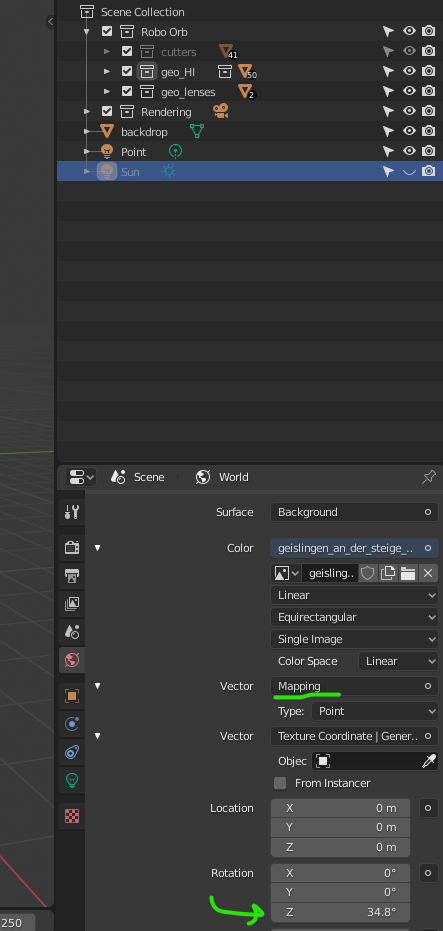 Scene Collection
Robo Orb
cutters 41
geo_HI 50
geo_lenses 2
Rendering
backdrop
Point
Sun
Scene World
Surface Background
Color geislingen_an_der_steige_..
geisling..
Linear
Equirectangular
Single Image
Color Space Linear
Vector Mapping
Type: Point
Vector Texture Coordinate | Gener..
Objec
From Instancer
Location X 0 m
Y 0 m
Z 0 m
Rotation X 0°
Y 0°
Z 34.8°
250